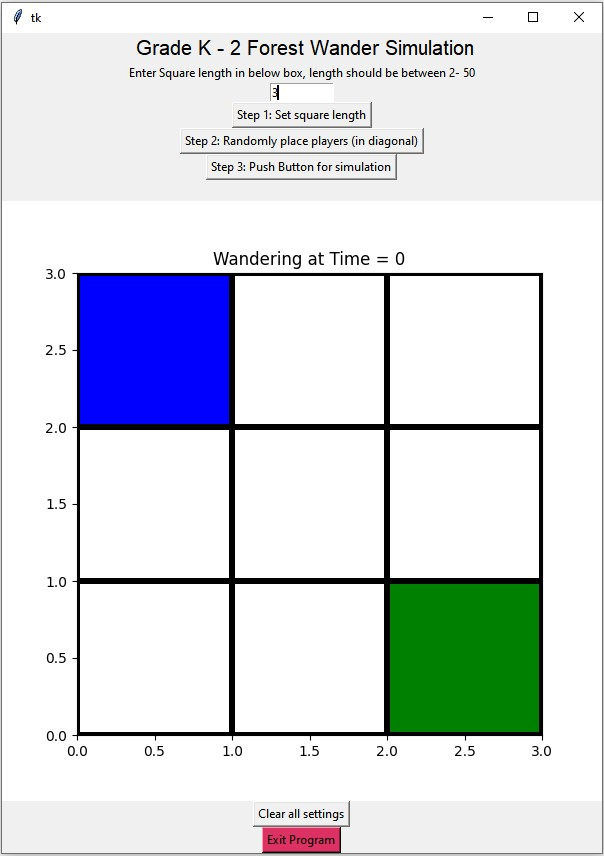 tk
Grade K - 2 Forest Wander Simulation
Enter Square length in below box, length should be between 2- 50
3
Step 1: Set square length
Step 2: Randomly place players (in diagonal)
Step 3: Push Button for simulation
Wandering at Time = 0
3.0
2.5
2.0
1.5
1.0
0.5
0.0
0.0 0.5 1.0 1.5 2.0 2.5 3.0
Clear all settings
Exit Program